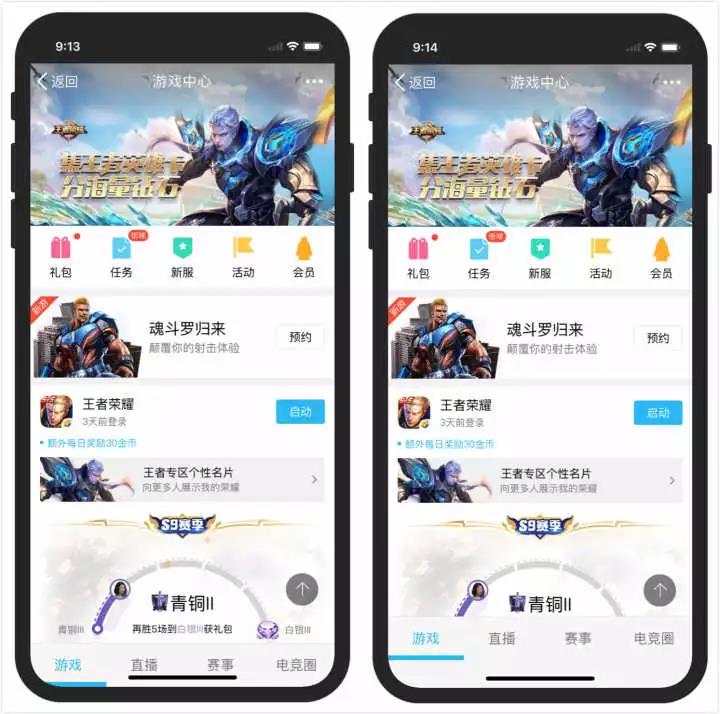 9:13
返回
游戏中心
王者荣耀
集王者英雄卡
分海量钻石
礼包
任务
街球
新服
活动
会员
新游
魂斗罗归来
颠覆你的射击体验
预约
王者荣耀
3天前登录
启动
额外每日奖励30金币
王者专区个性名片
向更多人展示我的荣耀
S9赛季
青铜II
青铜III
再胜5场到白银III获礼包
白银III
游戏
直播
赛事
电竞圈
9:14
返回
游戏中心
王者荣耀
集王者英雄卡
分海量钻石
礼包
任务
街球
新服
活动
会员
新游
魂斗罗归来
颠覆你的射击体验
预约
王者荣耀
3天前登录
启动
额外每日奖励30金币
王者专区个性名片
向更多人展示我的荣耀
S9赛季
青铜II
游戏
直播
赛事
电竞圈